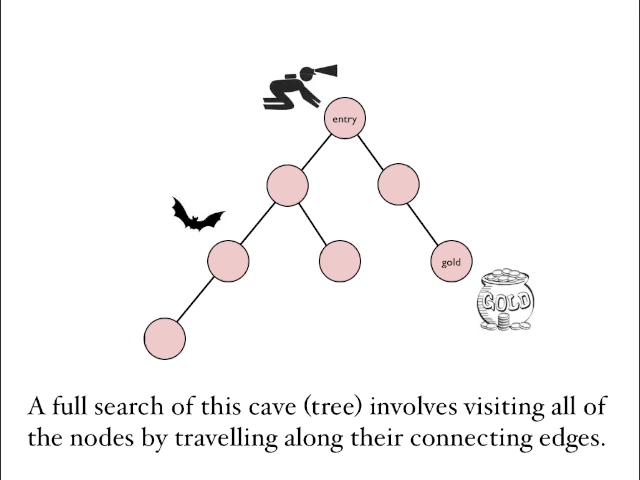 entry
gold
GOLD
A full search of this cave (tree) involves visiting all of
the nodes by travelling along their connecting edges.